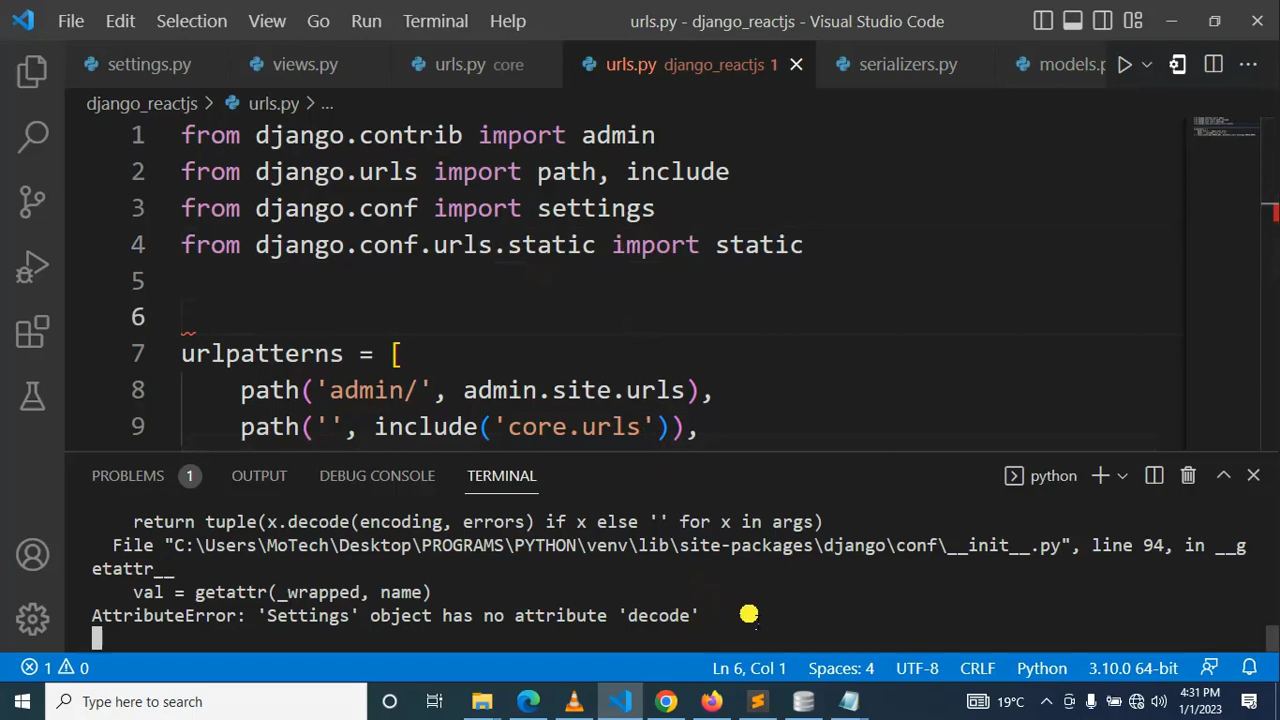 File Edit Selection View Go Run Terminal Help urls.py - django_reactjs - Visual Studio Code
settings.py views.py urls.py core urls.py django_reactjs 1 serializers.py models.p
django_reactjs > urls.py > ...
1 from django.contrib import admin
2 from django.urls import path, include
3 from django.conf import settings
4 from django.conf.urls.static import static
5
6
7 urlpatterns = [
8 path('admin/', admin.site.urls),
9 path('', include('core.urls')),
PROBLEMS 1 OUTPUT DEBUG CONSOLE TERMINAL python
return tuple(x.decode(encoding, errors) if x else '' for x in args)
File "C:\Users\MoTech\Desktop\PROGRAMS\PYTHON\venv\lib\site-packages\django\conf\__init__.py", line 94, in __g
etattr__
val = getattr(_wrapped, name)
AttributeError: 'Settings' object has no attribute 'decode'
1 0 Ln 6, Col 1 Spaces: 4 UTF-8 CRLF Python 3.10.0 64-bit
Type here to search 19°C 4:31 PM
1/1/2023